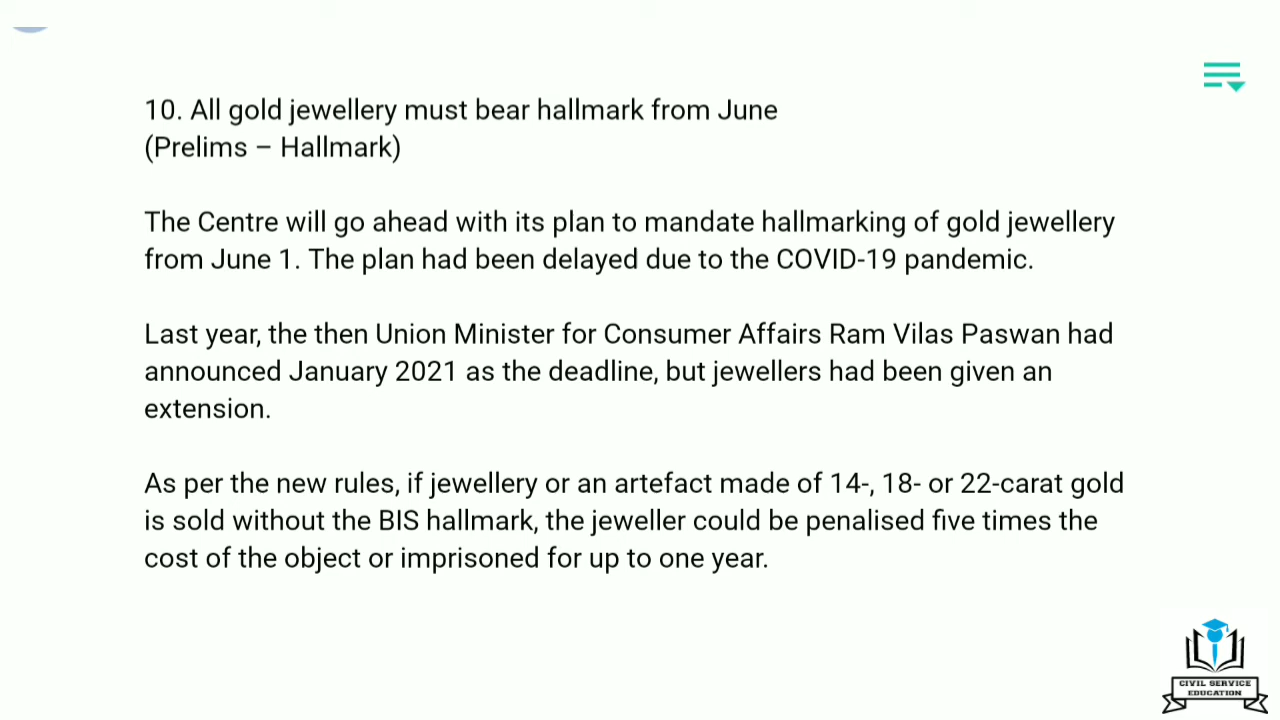 10. All gold jewellery must bear hallmark from June
(Prelims – Hallmark)
The Centre will go ahead with its plan to mandate hallmarking of gold jewellery
from June 1. The plan had been delayed due to the COVID-19 pandemic.
Last year, the then Union Minister for Consumer Affairs Ram Vilas Paswan had
announced January 2021 as the deadline, but jewellers had been given an
extension.
As per the new rules, if jewellery or an artefact made of 14-, 18- or 22-carat gold
is sold without the BIS hallmark, the jeweller could be penalised five times the
cost of the object or imprisoned for up to one year.
CIVIL SERVICE
EDUCATION